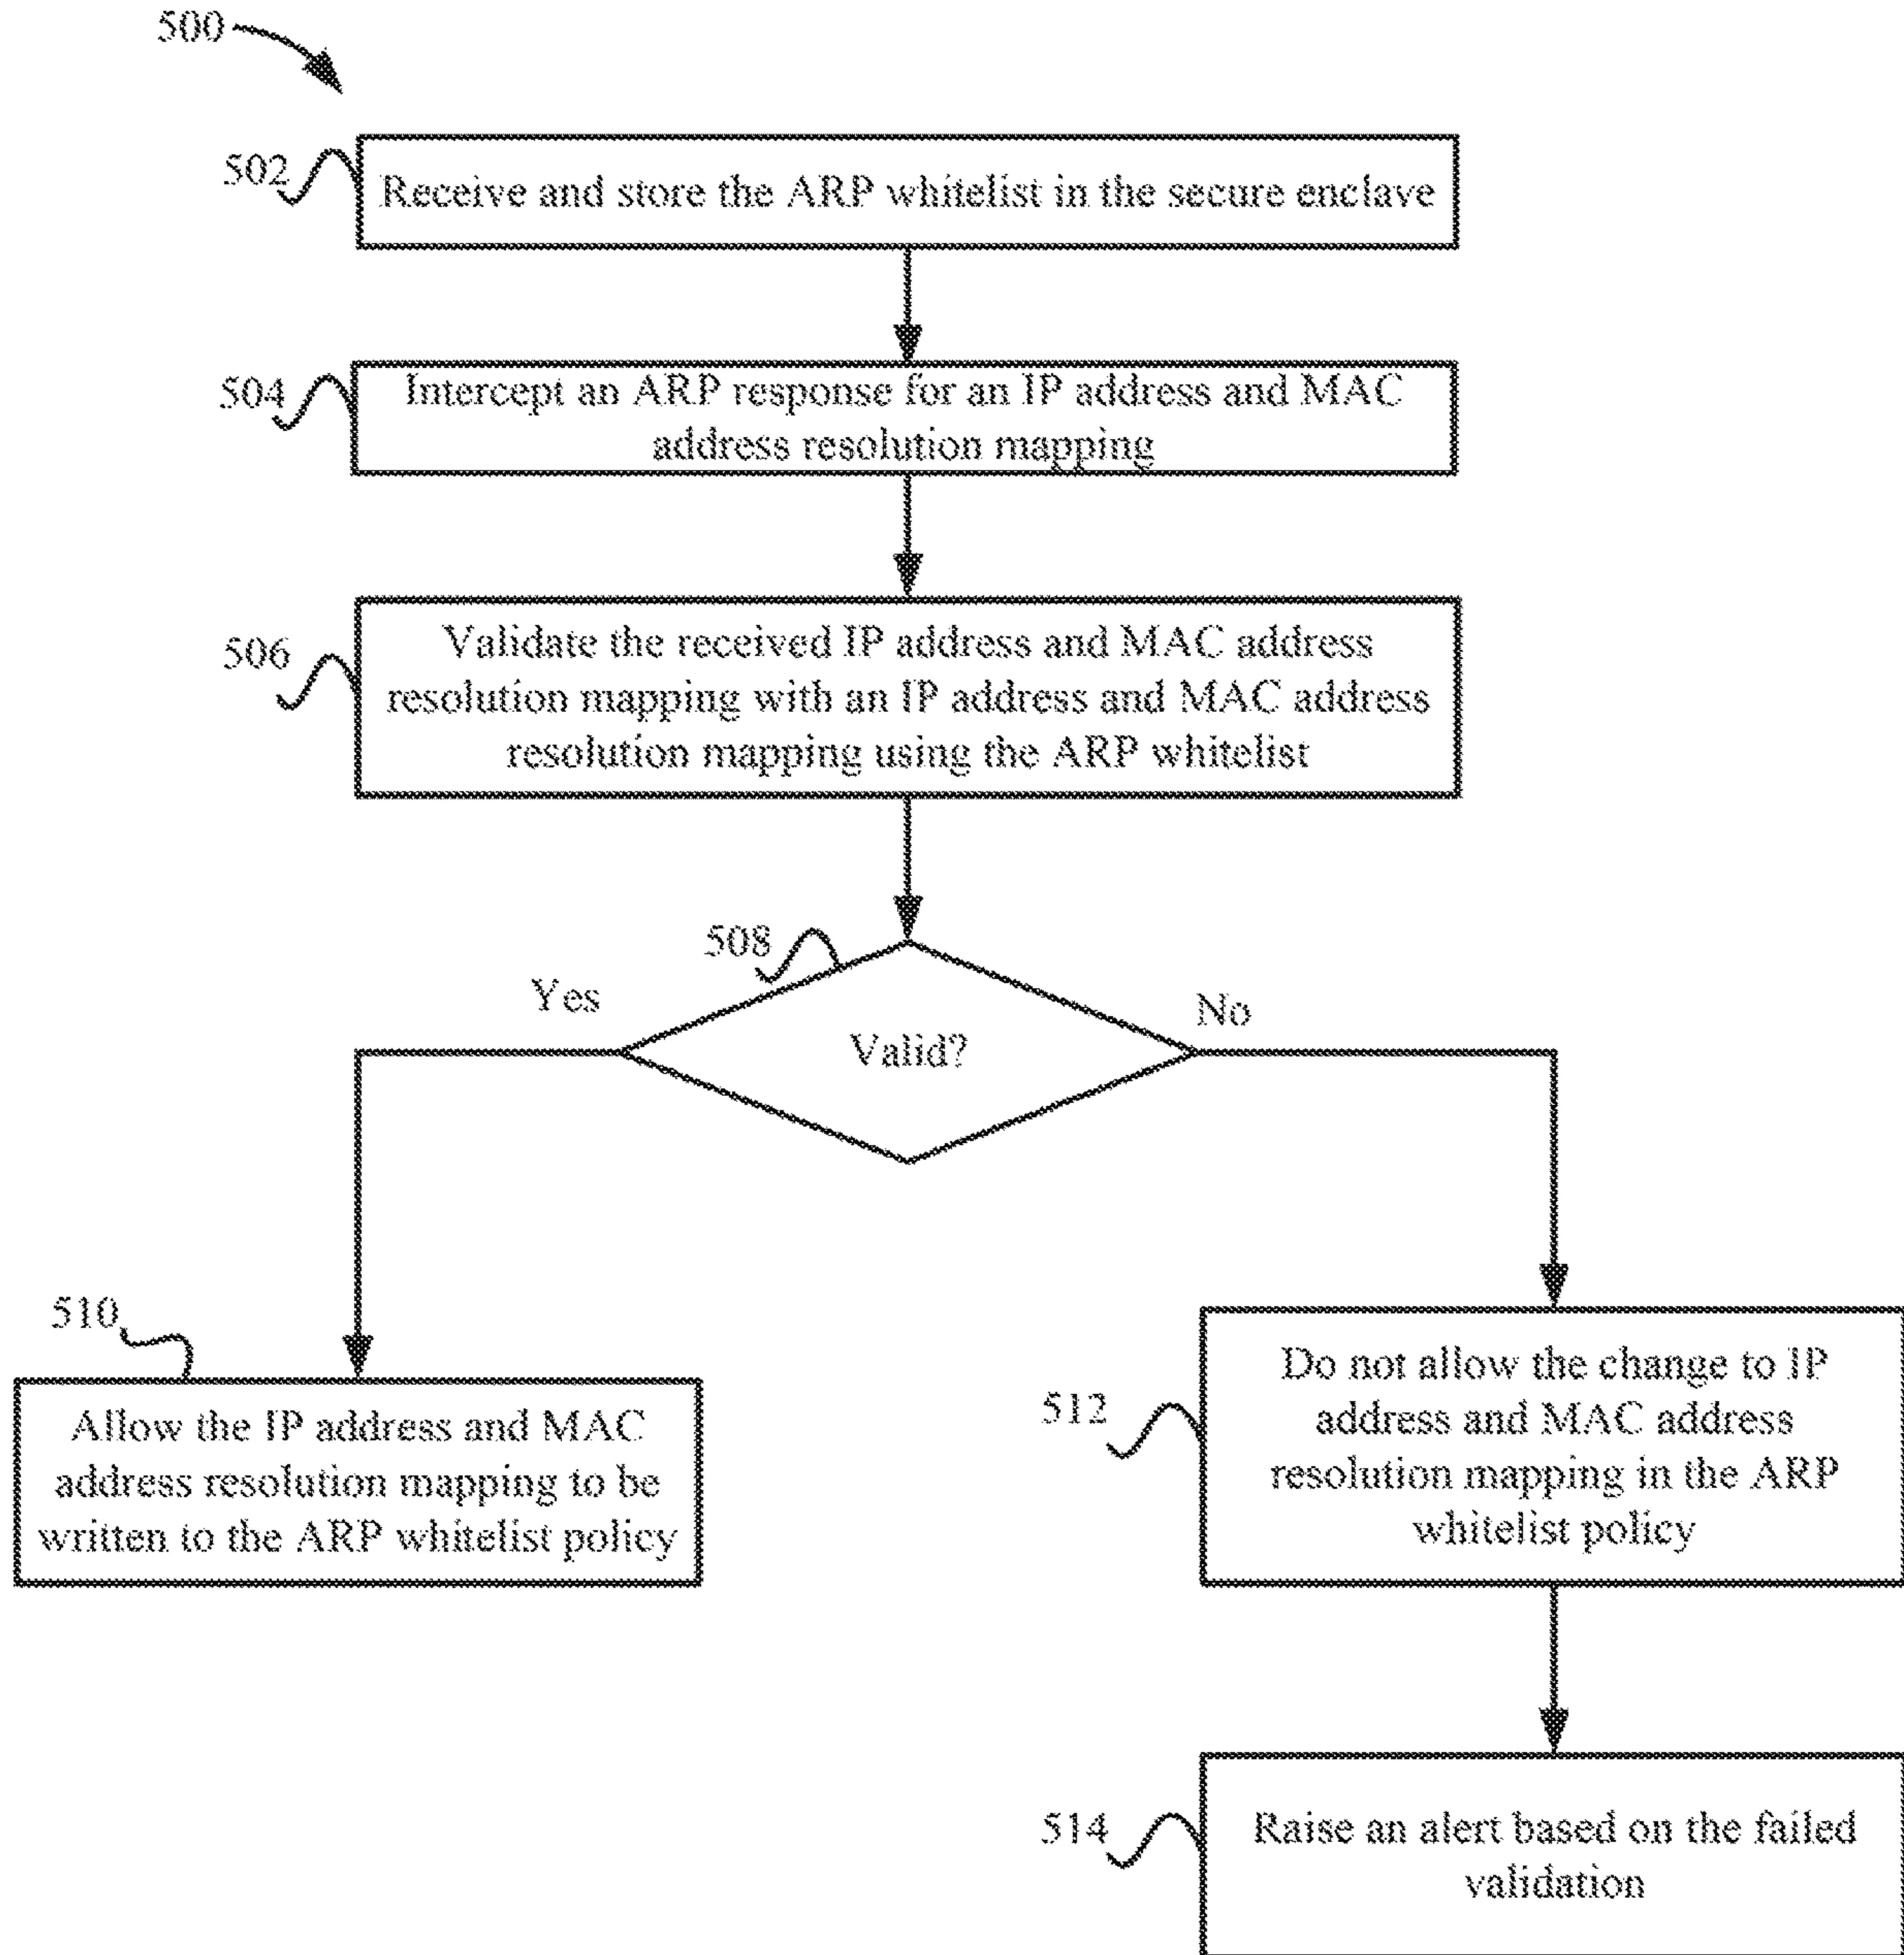 500
502
Receive and store the ARP whitelist in the secure enclave
504
Intercept an ARP response for an IP address and MAC
address resolution mapping
506
Validate the received IP address and MAC address
resolution mapping with an IP address and MAC address
resolution mapping using the ARP whitelist
508
Yes
Valid?
No
510
Allow the IP address and MAC
address resolution mapping to be
written to the ARP whitelist policy
512
Do not allow the change to IP
address and MAC address
resolution mapping in the ARP
whitelist policy
514
Raise an alert based on the failed
validation